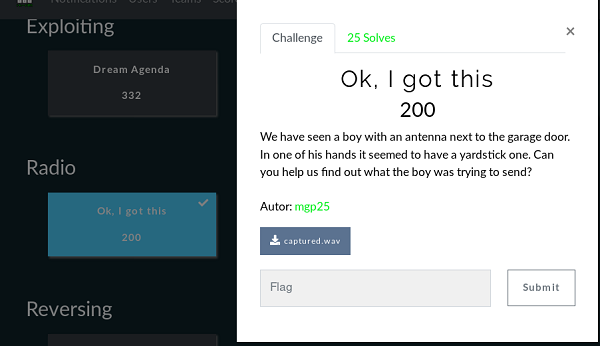 Notifications Users Teams
Exploiting
Dream Agenda
332
Radio
Ok, I got this
200
Reversing
Challenge
25 Solves
×
Ok, I got this
200
We have seen a boy with an antenna next to the garage door.
In one of his hands it seemed to have a yardstick one. Can
you help us find out what the boy was trying to send?
Autor: mgp25
captured.wav
Flag
Submit